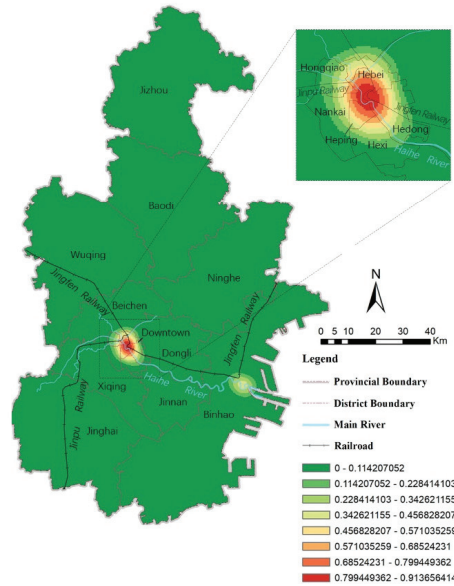 Jizhou
Baodi
Wuqing
Ninghe
Jingfen Railway
Beichen
Downtown
Dongli
Jingfen Railway
Xiqing
Haihe River
Jinnan
Binhao
Jinghai
Jinpu Railway
Hongqiao
Hebei
Jinpu Railway
Jingfen Railway
Nankai
Hedong
Heping
Hexi
Haihe River
N
0 5 10 20 30 40
Km
Legend
Provincial Boundary
District Boundary
Main River
Railroad
0 - 0.114207052
0.114207052 - 0.228414103
0.228414103 - 0.342621155
0.342621155 - 0.456828207
0.456828207 - 0.571035259
0.571035259 - 0.68524231
0.68524231 - 0.799449362
0.799449362 - 0.913656414